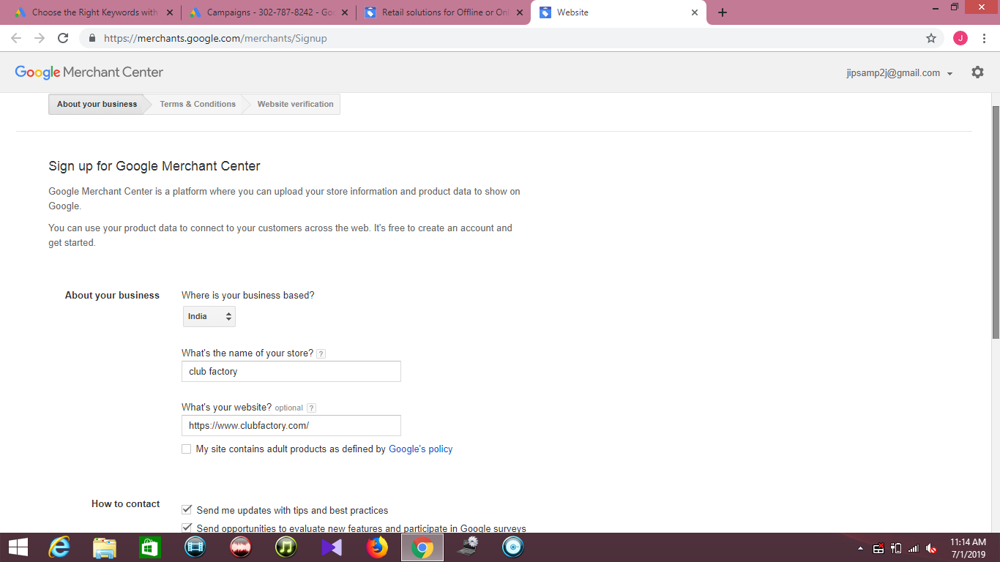 Choose the Right Keywords with
Campaigns - 302-787-8242 - Goo
Retail solutions for Offline or Onl
Website
https://merchants.google.com/merchants/Signup
J
Google Merchant Center
jipsamp2j@gmail.com
About your business
Terms & Conditions
Website verification
Sign up for Google Merchant Center
Google Merchant Center is a platform where you can upload your store information and product data to show on
Google.
You can use your product data to connect to your customers across the web. It's free to create an account and
get started.
About your business
Where is your business based?
India
What's the name of your store? ?
club factory
What's your website? optional ?
https://www.clubfactory.com/
My site contains adult products as defined by Google's policy
How to contact
Send me updates with tips and best practices
Send opportunities to evaluate new features and participate in Google surveys
11:14 AM
7/1/2019